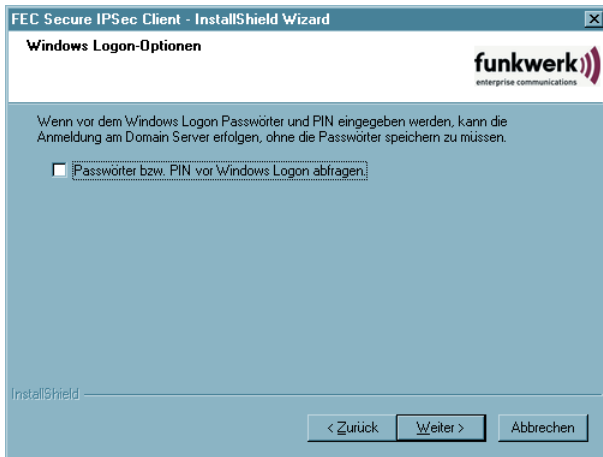 FEC Secure IPSec Client - InstallShield Wizard
Windows Logon-Optionen
funkwerk
enterprise communications
Wenn vor dem Windows Logon Passwörter und PIN eingegeben werden, kann die
Anmeldung am Domain Server erfolgen, ohne die Passwörter speichern zu müssen.
Passwörter bzw. PIN vor Windows Logon abfragen.
InstallShield
< Zurück
Weiter >
Abbrechen